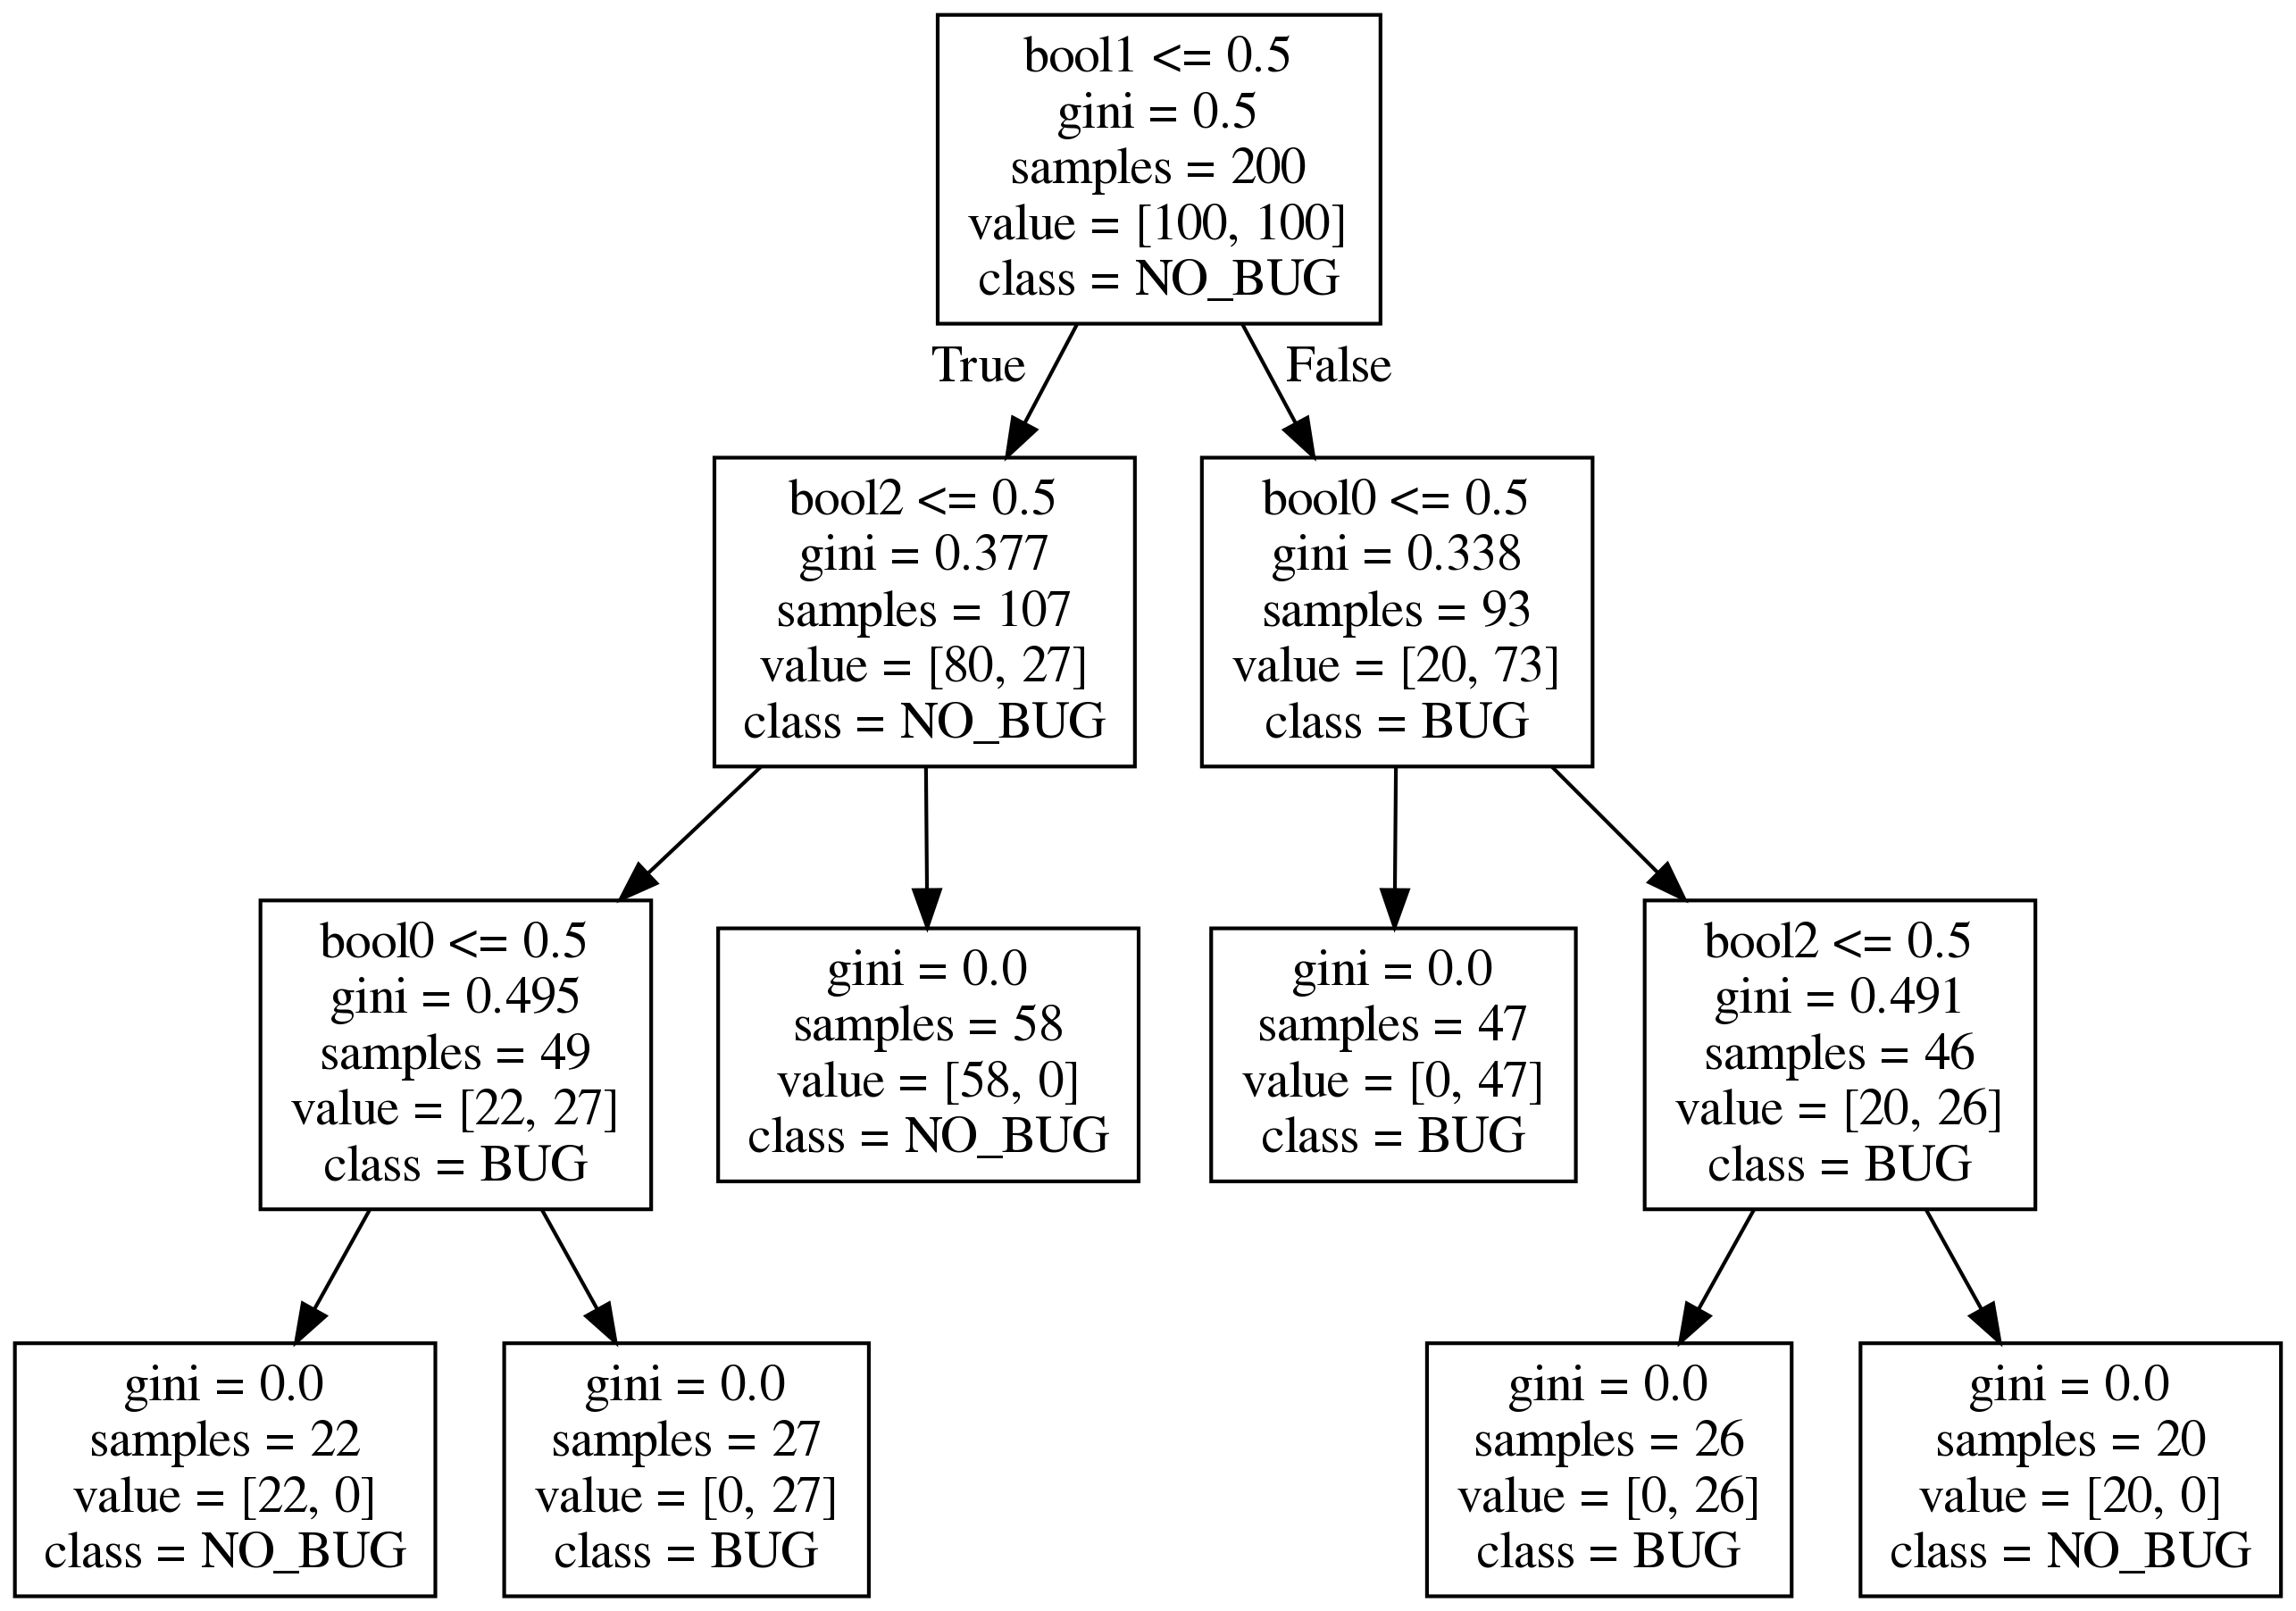 bool1 <= 0.5
gini = 0.5
samples = 200
value = [100, 100]
class = NO_BUG
True
False
bool2 <= 0.5
gini = 0.377
samples = 107
value = [80, 27]
class = NO_BUG
bool0 <= 0.5
gini = 0.338
samples = 93
value = [20, 73]
class = BUG
bool0 <= 0.5
gini = 0.495
samples = 49
value = [22, 27]
class = BUG
gini = 0.0
samples = 58
value = [58, 0]
class = NO_BUG
gini = 0.0
samples = 47
value = [0, 47]
class = BUG
bool2 <= 0.5
gini = 0.491
samples = 46
value = [20, 26]
class = BUG
gini = 0.0
samples = 22
value = [22, 0]
class = NO_BUG
gini = 0.0
samples = 27
value = [0, 27]
class = BUG
gini = 0.0
samples = 26
value = [0, 26]
class = BUG
gini = 0.0
samples = 20
value = [20, 0]
class = NO_BUG